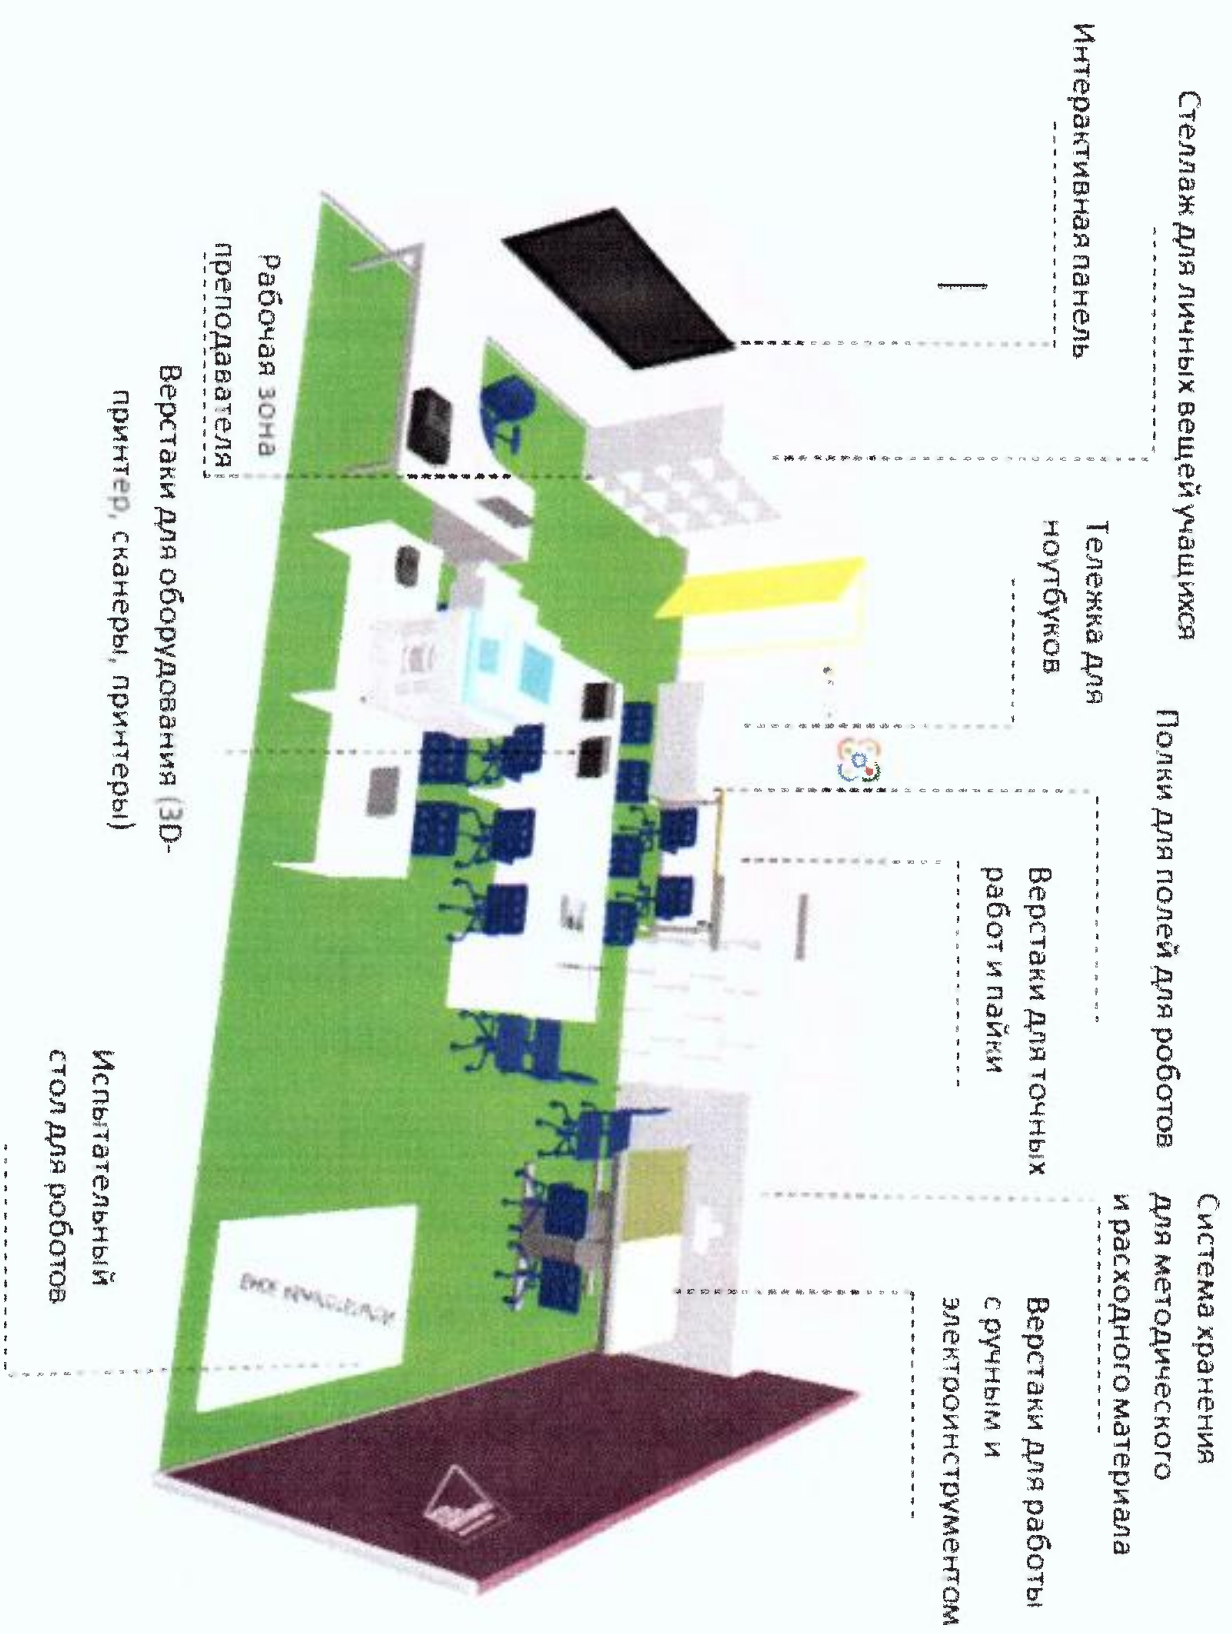 Стеллаж для личных вещей учащихся
Интерактивная панель
Тележка для
ноутбуков
Полки для полей для роботов
Верстаки для точных
работ и пайки
Система хранения
для методического
и расходного материала
Верстаки для работы
с ручным и
электроинструментом
Рабочая зона
преподавателя
Верстаки для оборудования (3D-
принтер, сканеры, принтеры)
Испытательный
стол для роботов